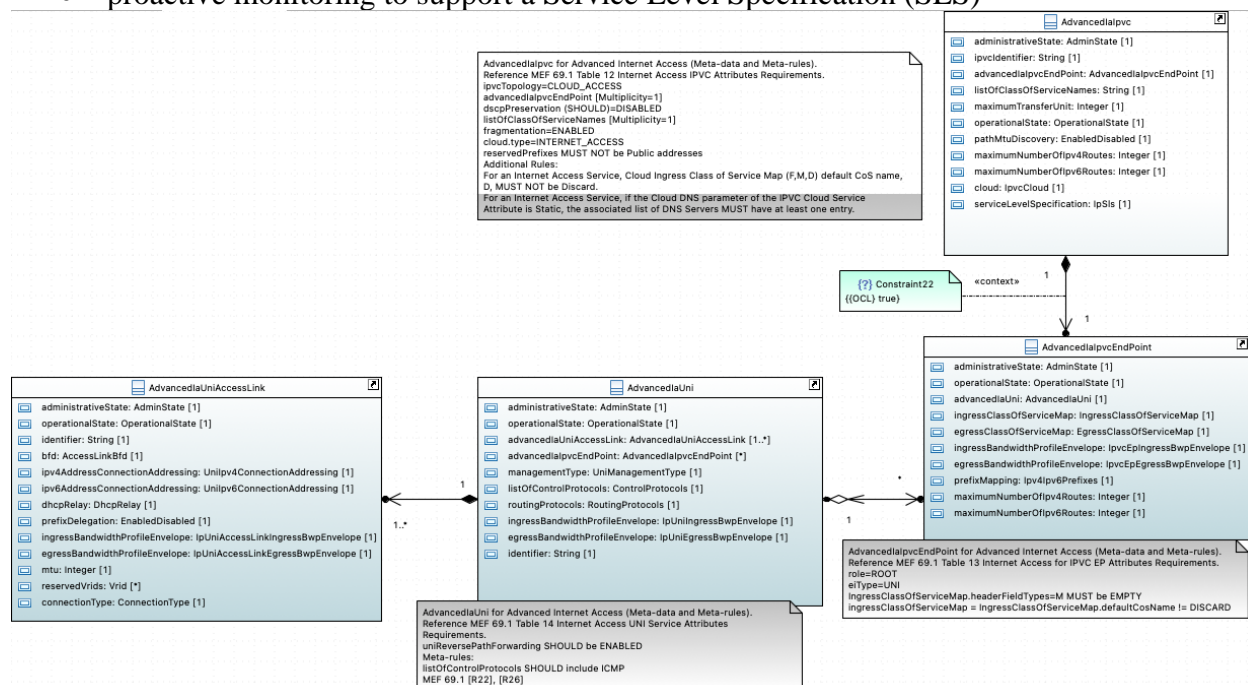 proactive monitoring to support a Service Level Specification (SLS)
AdvancedIaIpvc
administrativeState: AdminState [1]
ipvcIdentifier: String [1]
advancedIaIpvcEndPoint: AdvancedIaIpvcEndPoint [1]
listOfClassOfServiceNames: String [1]
maximumTransferUnit: Integer [1]
operationalState: OperationalState [1]
pathMtuDiscovery: EnabledDisabled [1]
maximumNumberOfIpv4Routes: Integer [1]
maximumNumberOfIpv6Routes: Integer [1]
cloud: IpvcCloud [1]
serviceLevelSpecification: IpSls [1]
AdvancedIaIpvc for Advanced Internet Access (Meta-data and Meta-rules).
Reference MEF 69.1 Table 12 Internet Access IPVC Attributes Requirements.
ipvcTopology=CLOUD_ACCESS
advancedIaIpvcEndPoint [Multiplicity=1]
dscpPreservation (SHOULD)=DISABLED
listOfClassOfServiceNames [Multiplicity=1]
fragmentation=ENABLED
cloud.type=INTERNET_ACCESS
reservedPrefixes MUST NOT be Public addresses
Additional Rules:
For an Internet Access Service, Cloud Ingress Class of Service Map (F,M,D) default CoS name,
D, MUST NOT be Discard.
For an Internet Access Service, if the Cloud DNS parameter of the IPVC Cloud Service
Attribute is Static, the associated list of DNS Servers MUST have at least one entry.
{?} Constraint22
{{OCL} true}
«context»
1
1
AdvancedIaIpvcEndPoint
administrativeState: AdminState [1]
operationalState: OperationalState [1]
advancedIaUni: AdvancedIaUni [1]
ingressClassOfServiceMap: IngressClassOfServiceMap [1]
egressClassOfServiceMap: EgressClassOfServiceMap [1]
ingressBandwidthProfileEnvelope: IpvcEpIngressBwpEnvelope [1]
egressBandwidthProfileEnvelope: IpvcEpEgressBwpEnvelope [1]
prefixMapping: Ipv4Ipv6Prefixes [1]
maximumNumberOfIpv4Routes: Integer [1]
maximumNumberOfIpv6Routes: Integer [1]
AdvancedIaUniAccessLink
administrativeState: AdminState [1]
operationalState: OperationalState [1]
identifier: String [1]
bfd: AccessLinkBfd [1]
ipv4AddressConnectionAddressing: UniIpv4ConnectionAddressing [1]
ipv6AddressConnectionAddressing: UniIpv6ConnectionAddressing [1]
dhcpRelay: DhcpRelay [1]
prefixDelegation: EnabledDisabled [1]
ingressBandwidthProfileEnvelope: IpUniAccessLinkIngressBwpEnvelope [1]
egressBandwidthProfileEnvelope: IpUniAccessLinkEgressBwpEnvelope [1]
mtu: Integer [1]
reservedVrids: Vrid [*]
connectionType: ConnectionType [1]
1
1..*
AdvancedIaUni
administrativeState: AdminState [1]
operationalState: OperationalState [1]
advancedIaUniAccessLink: AdvancedIaUniAccessLink [1..*]
advancedIaIpvcEndPoint: AdvancedIaIpvcEndPoint [*]
managementType: UniManagementType [1]
listOfControlProtocols: ControlProtocols [1]
routingProtocols: RoutingProtocols [1]
ingressBandwidthProfileEnvelope: IpUniIngressBwpEnvelope [1]
egressBandwidthProfileEnvelope: IpUniEgressBwpEnvelope [1]
identifier: String [1]
*
1
AdvancedIaIpvcEndPoint for Advanced Internet Access (Meta-data and Meta-rules).
Reference MEF 69.1 Table 13 Internet Access for IPVC EP Attributes Requirements.
role=ROOT
eiType=UNI
IngressClassOfServiceMap.headerFieldTypes=M MUST be EMPTY
ingressClassOfServiceMap = IngressClassOfServiceMap.defaultCosName != DISCARD
AdvancedIaUni for Advanced Internet Access (Meta-data and Meta-rules).
Reference MEF 69.1 Table 14 Internet Access UNI Service Attributes
Requirements.
uniReversePathForwarding SHOULD be ENABLED
Meta-rules:
listOfControlProtocols SHOULD include ICMP
MEF 69.1 [R22], [R26]